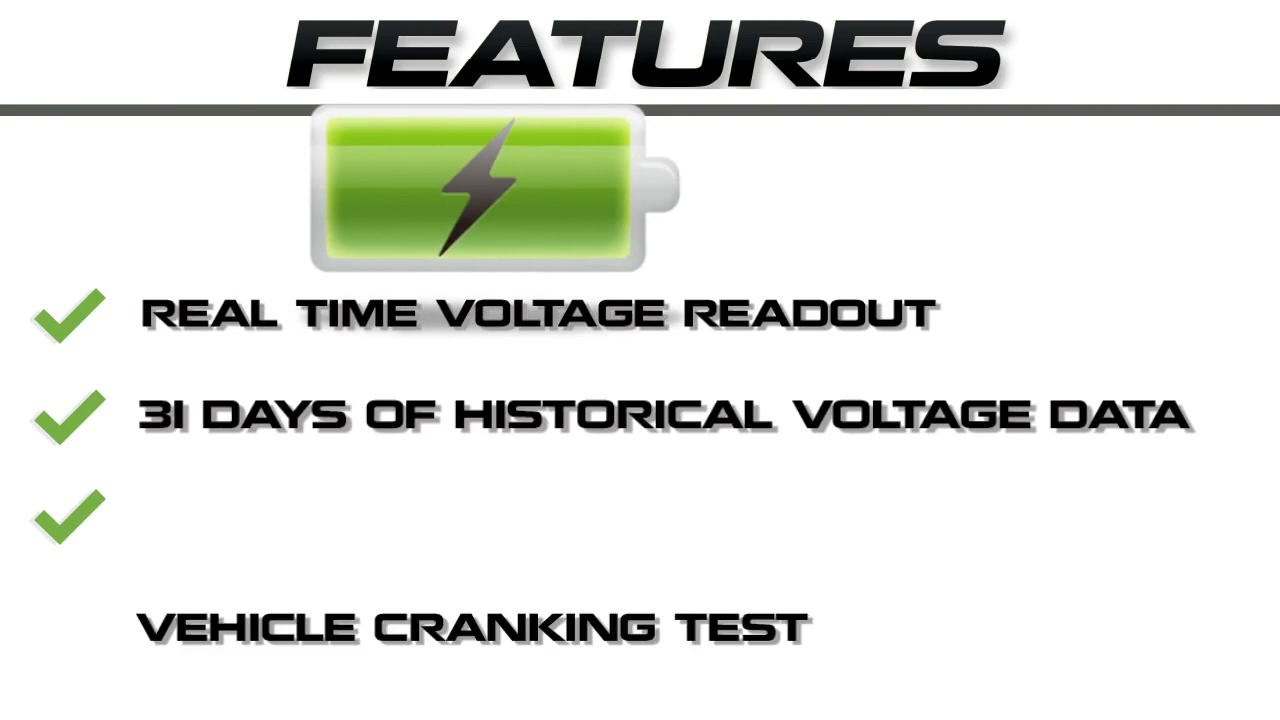 FEATURES
REAL TIME VOLTAGE READOUT
31 DAYS OF HISTORICAL VOLTAGE DATA
VEHICLE CRANKING TEST